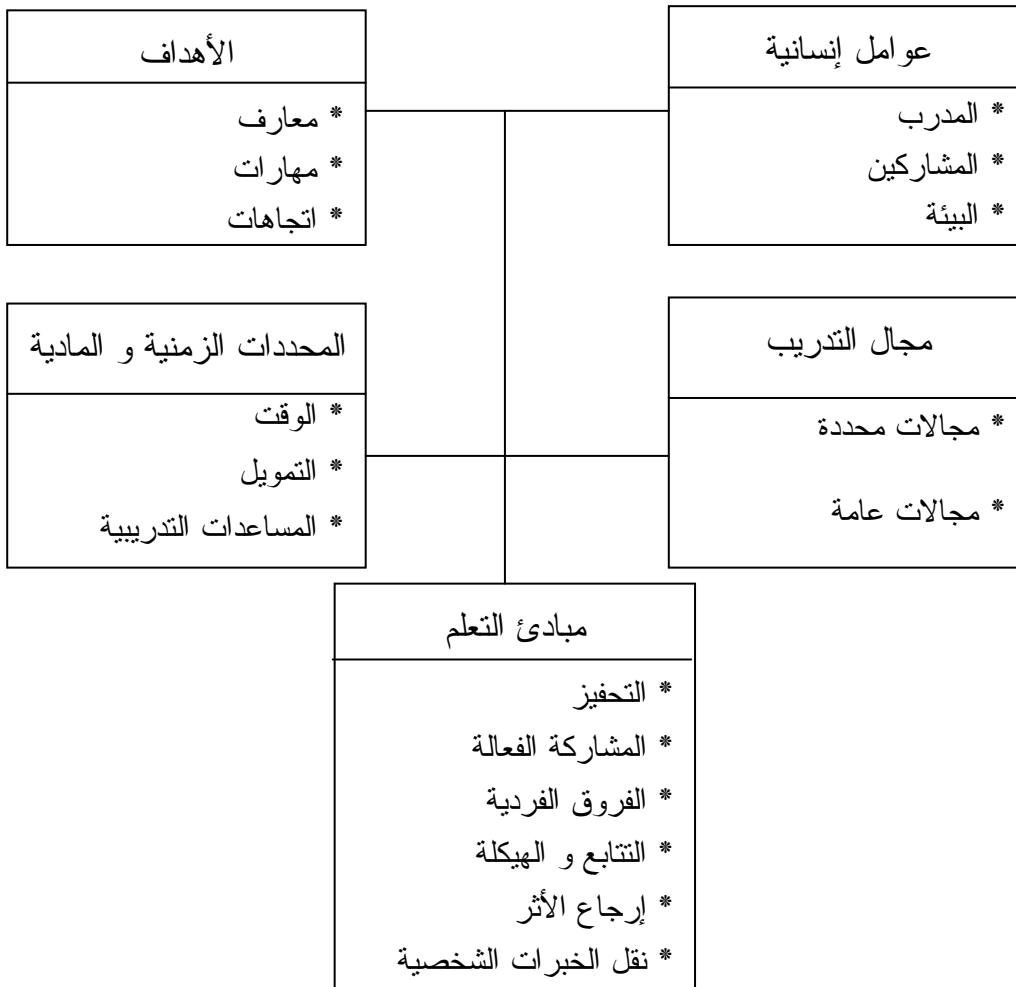 عوامل إنسانية
* المدرب
* المشاركين
* البيئة
الأهداف
* معارف
* مهارات
* اتجاهات
مجال التدريب
* مجالات محددة
* مجالات عامة
المحددات الزمنية و المادية
* الوقت
* التمويل
* المساعدات التدريبية
مبادئ التعلم
* التحفيز
* المشاركة الفعالة
* الفروق الفردية
* التتابع و الهيكلة
* إرجاع الأثر
* نقل الخبرات الشخصية